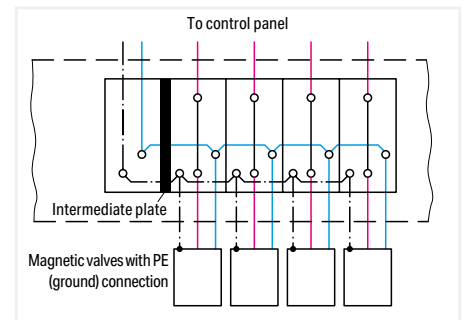 To control panel
Intermediate plate
Magnetic valves with PE
(ground) connection